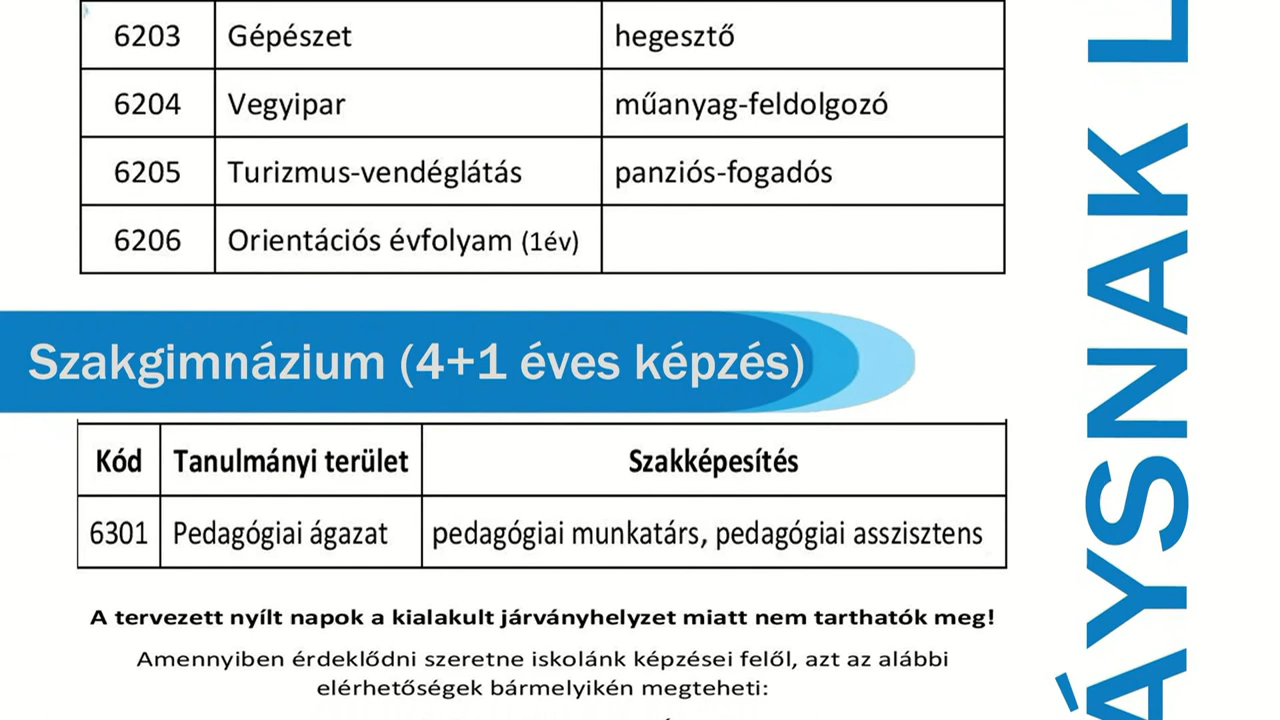 6203 Gépészet hegesztő
6204 Vegyipar műanyag-feldolgozó
6205 Turizmus-vendéglátás panziós-fogadós
6206 Orientációs évfolyam (1év)
Szakgimnázium (4+1 éves képzés)
Kód Tanulmányi terület Szakképesítés
6301 Pedagógiai ágazat pedagógiai munkatárs, pedagógiai asszisztens
A tervezett nyílt napok a kialakult járványhelyzet miatt nem tarthatók meg!
Amennyiben érdeklődni szeretne iskolánk képzései felől, azt az alábbi
elérhetőségek bármelyikén megteheti:
ÁYSNAK L